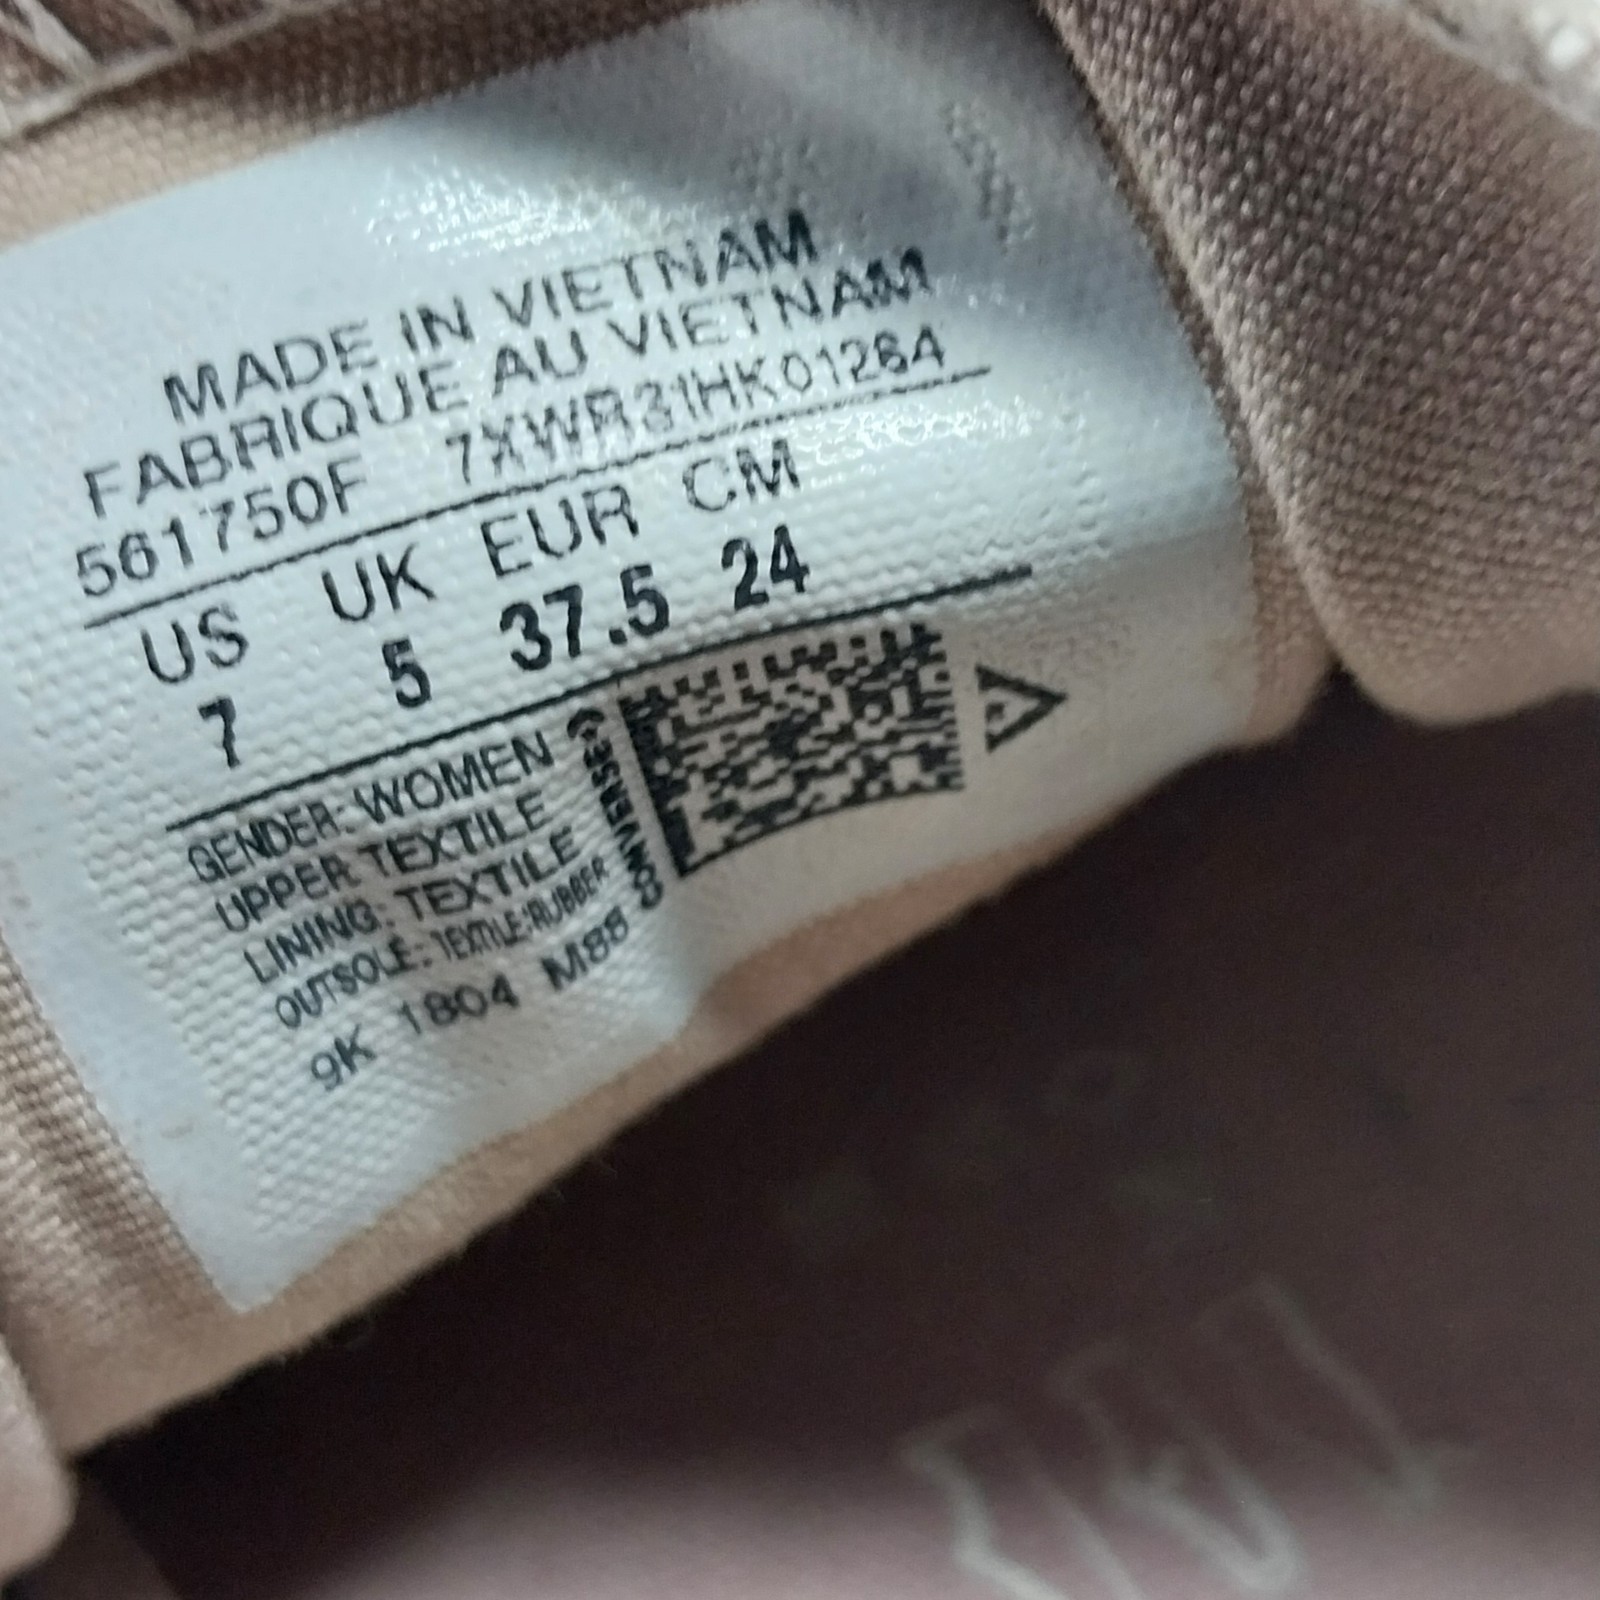 MADE IN VIETNAM
FABRIQUE AU VIETNAM
561750F 7XWR31HK01264
US UK EUR CM
7 5 37.5 24
GENDER: WOMEN
UPPER: TEXTILE
LINING: TEXTILE
OUTSOLE: TEXTILE:RUBBER
9K 1804 M88
CONVERSE®